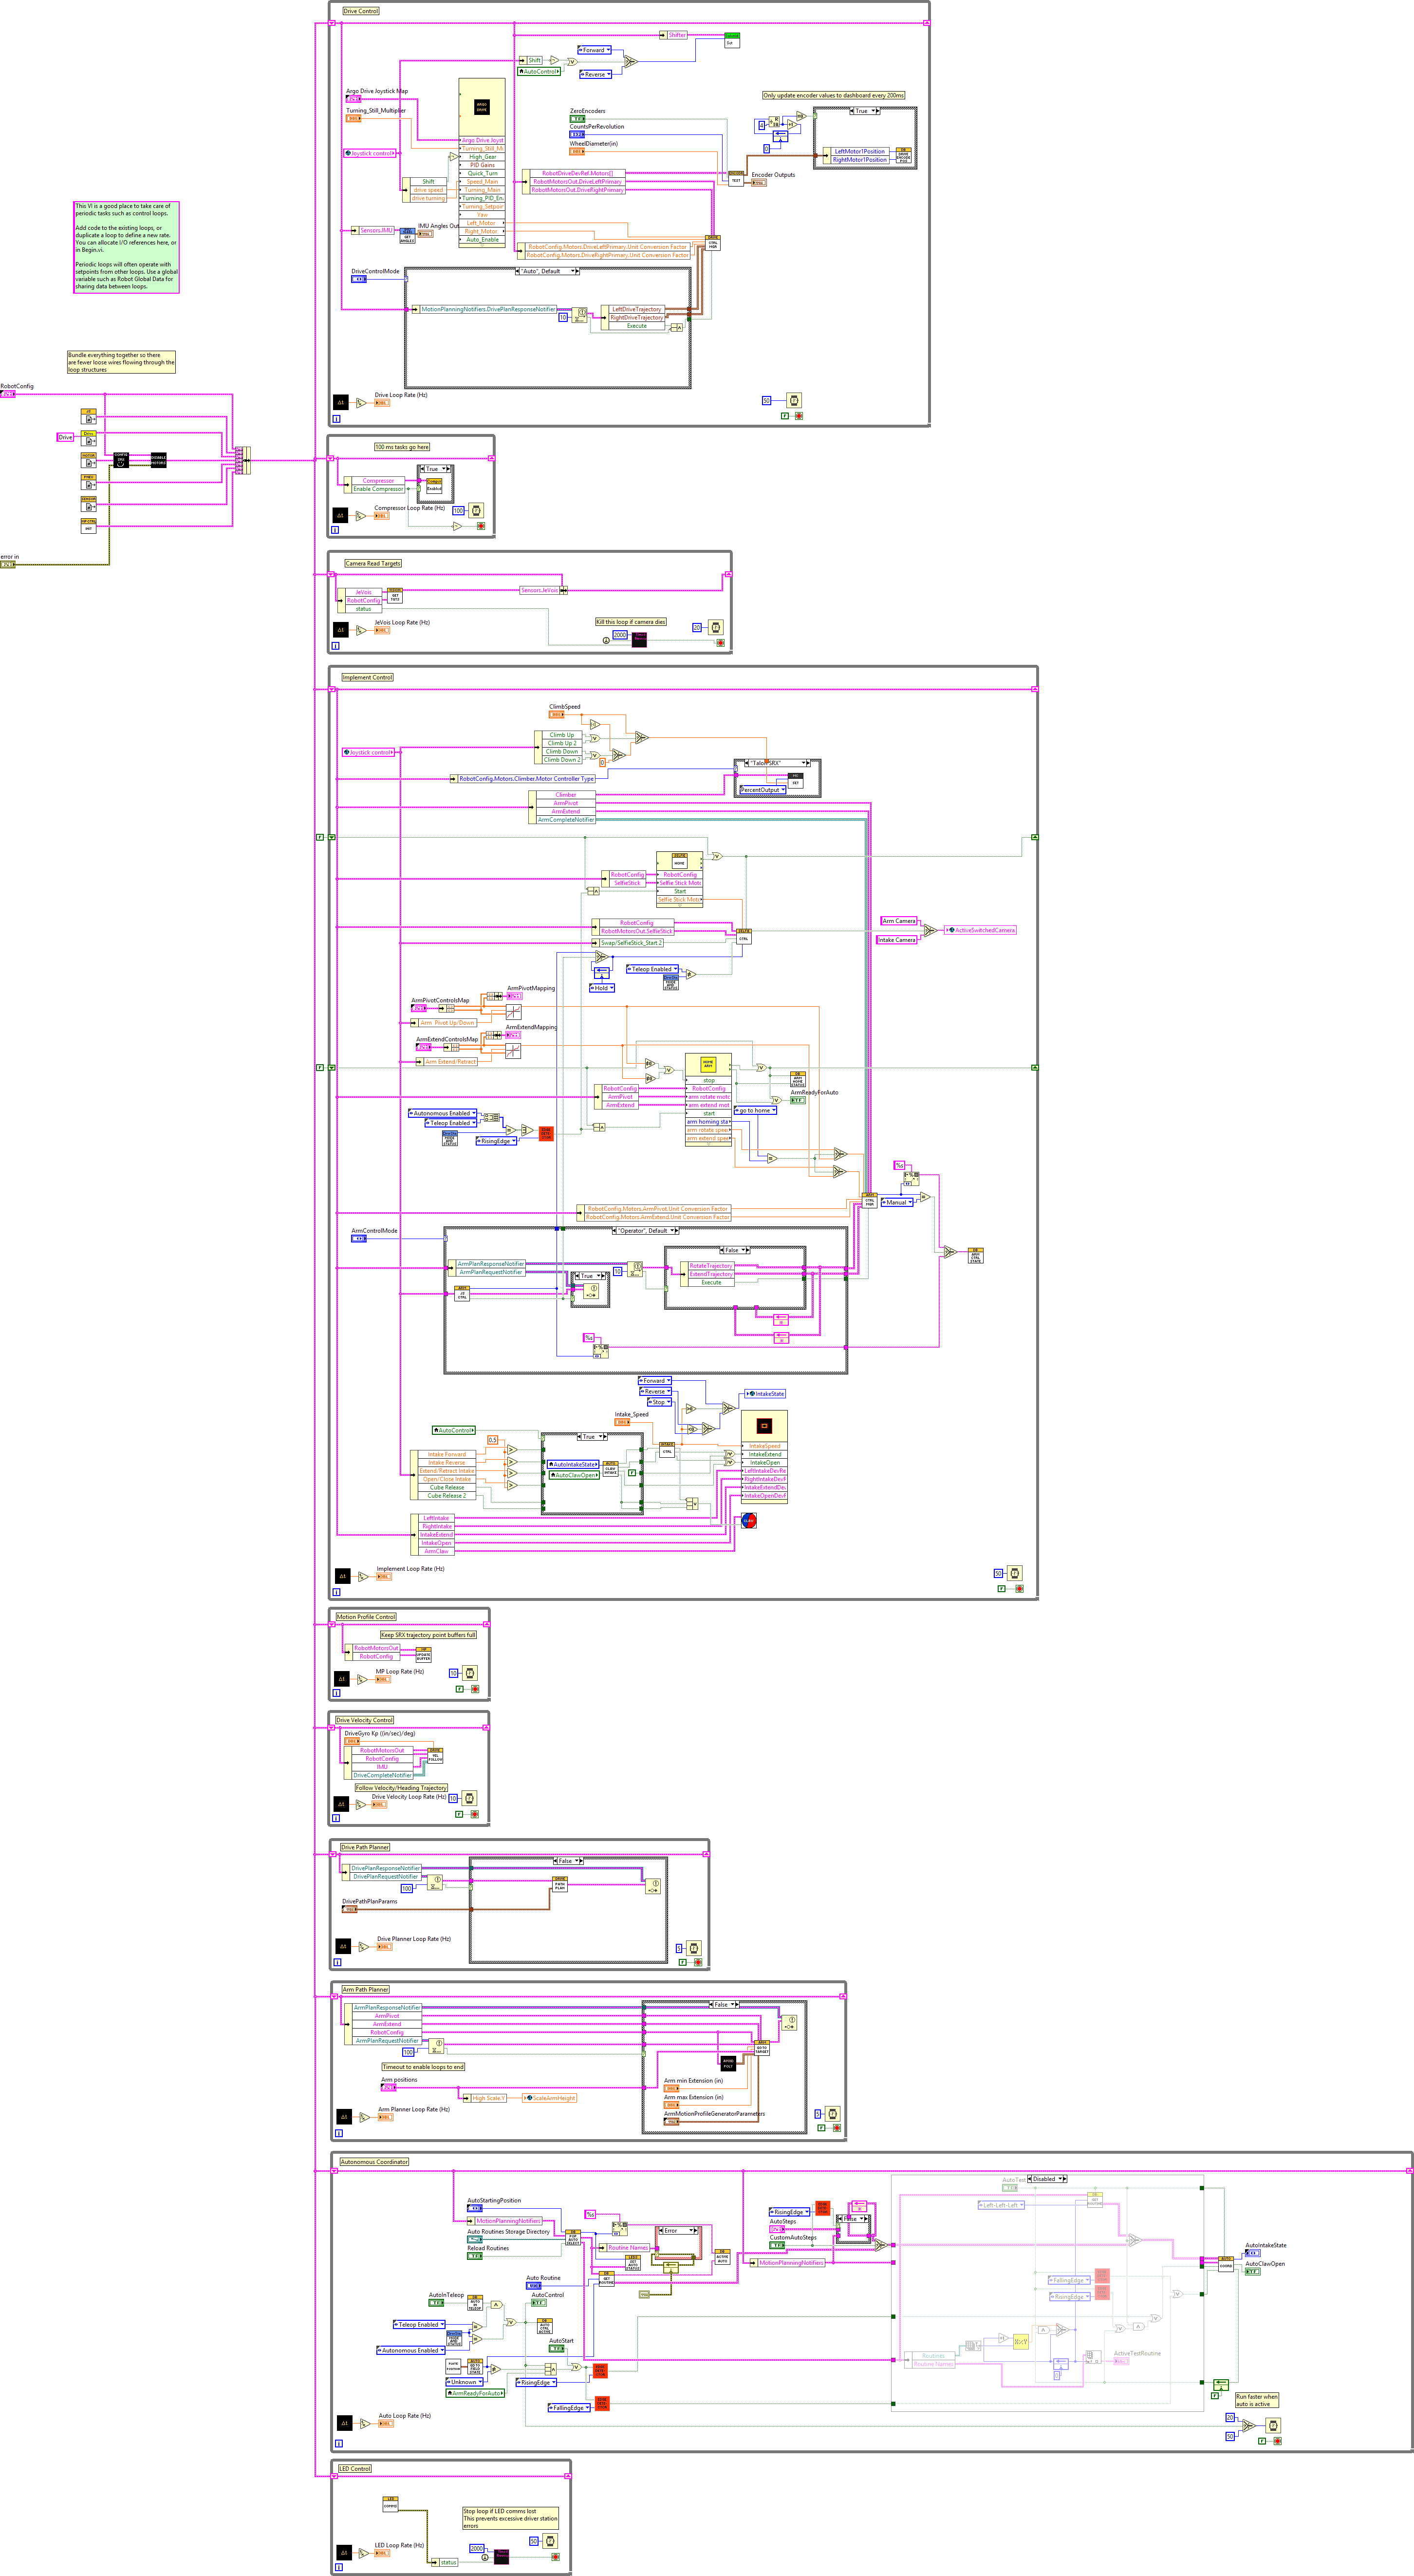 Drive Control
Shifter
Forward
Shift
AutoControl
Reverse
Argo Drive Joystick Map
Turning_Still_Multiplier
Joystick control
ARGO
DRIVE
Argo Drive Joyst
High_Gear
PID Gains
Quick_Turn
Speed_Main
Turning_Main
Turning_PID_En
Turning_Setpoin
Yaw
Left_Motor
Right_Motor
Auto_Enable
Shift
drive speed
drive turning
Sensors.IMU
IMU Angles Out
ZeroEncoders
CountsPerRevolution
WheelDiameter(in)
Only update encoder values to dashboard every 200ms
True
LeftMotor1Position
RightMotor1Position
Encoder Outputs
RobotDriveDevRef.Motors[]
RobotMotorsOut.DriveLeftPrimary
RobotMotorsOut.DriveRightPrimary
RobotConfig.Motors.DriveLeftPrimary.Unit Conversion Factor
RobotConfig.Motors.DriveRightPrimary.Unit Conversion Factor
DriveControlMode
"Auto", Default
MotionPlanningNotifiers.DrivePlanResponseNotifier
10
LeftDriveTrajectory
RightDriveTrajectory
Execute
Drive Loop Rate (Hz)
50
This VI is a good place to take care of
periodic tasks such as control loops.
Add code to the existing loops, or
duplicate a loop to define a new rate.
You can allocate I/O references here, or
in Begin.vi.
Periodic loops will often operate with
setpoints from other loops. Use a global
variable such as Robot Global Data for
sharing data between loops.
Bundle everything together so there
are fewer loose wires flowing through the
loop structures
RobotConfig
Drive
error in
100 ms tasks go here
True
Compressor
Enable Compressor
Compressor Loop Rate (Hz)
100
Camera Read Targets
JeVois
RobotConfig
status
Sensors.JeVois
JeVois Loop Rate (Hz)
Kill this loop if camera dies
2000
20
Implement Control
ClimbSpeed
Climb Up
Climb Up 2
Climb Down
Climb Down 2
0
Joystick control
RobotConfig.Motors.Climber.Motor Controller Type
"Talon SRX"
PercentOutput
Climber
ArmPivot
ArmExtend
ArmCompleteNotifier
RobotConfig
SelfieStick
HOME
RobotConfig
Selfie Stick Moto
Start
Selfie Stick Moti
RobotConfig
RobotMotorsOut.SelfieStick
Swap/SelfieStick_Start 2
Arm Camera
Intake Camera
ActiveSwitchedCamera
Teleop Enabled
Hold
ArmPivotMapping
ArmPivotControlsMap
Arm Pivot Up/Down
ArmExtendMapping
ArmExtendControlsMap
Arm Extend/Retract
HOME
ARM
stop
RobotConfig
arm rotate moto
arm extend mot
start
arm homing sta
arm rotate spee
arm extend spee
RobotConfig
ArmPivot
ArmExtend
ArmReadyForAuto
go to home
Autonomous Enabled
Teleop Enabled
RisingEdge
%s
Manual
RobotConfig.Motors.ArmPivot.Unit Conversion Factor
RobotConfig.Motors.ArmExtend.Unit Conversion Factor
ArmControlMode
"Operator", Default
ArmPlanResponseNotifier
ArmPlanRequestNotifier
10
True
False
RotateTrajectory
ExtendTrajectory
Execute
%s
Forward
Reverse
Stop
IntakeState
Intake_Speed
AutoControl
0.5
True
Intake Forward
Intake Reverse
Extend/Retract Intake
Open/Close Intake
Cube Release
Cube Release 2
AutoIntakeState
AutoClawOpen
IntakeSpeed
IntakeExtend
IntakeOpen
LeftIntakeDevRe
RightIntakeDevR
IntakeExtendDev
IntakeOpenDevR
LeftIntake
RightIntake
IntakeExtend
IntakeOpen
ArmClaw
Implement Loop Rate (Hz)
50
Motion Profile Control
Keep SRX trajectory point buffers full
RobotMotorsOut
RobotConfig
MP Loop Rate (Hz)
10
Drive Velocity Control
DriveGyro Kp ((in/sec)/deg)
RobotMotorsOut
RobotConfig
IMU
DriveCompleteNotifier
Follow Velocity/Heading Trajectory
Drive Velocity Loop Rate (Hz)
10
Drive Path Planner
False
DrivePlanResponseNotifier
DrivePlanRequestNotifier
100
DrivePathPlanParams
Drive Planner Loop Rate (Hz)
5
Arm Path Planner
False
ArmPlanResponseNotifier
ArmPivot
ArmExtend
RobotConfig
ArmPlanRequestNotifier
100
Timeout to enable loops to end
Arm positions
High Scale.Y
ScaleArmHeight
Arm min Extension (in)
Arm max Extension (in)
ArmMotionProfileGeneratorParameters
Arm Planner Loop Rate (Hz)
5
Autonomous Coordinator
AutoStartingPosition
MotionPlanningNotifiers
Auto Routines Storage Directory
Reload Routines
%s
Routine Names
Error
RisingEdge
AutoSteps
CustomAutoSteps
MotionPlanningNotifiers
AutoTest
Disabled
Left-Left-Left
FallingEdge
RisingEdge
Routines
Routine Names
ActiveTestRoutine
AutoIntakeState
AutoClawOpen
Auto Routine
AutoControl
AutoInTeleop
Teleop Enabled
Autonomous Enabled
AutoStart
Unknown
ArmReadyForAuto
RisingEdge
FallingEdge
Run faster when
auto is active
20
50
Auto Loop Rate (Hz)
LED Control
Stop loop if LED comms lost
This prevents excessive driver station
errors
50
2000
status
LED Loop Rate (Hz)